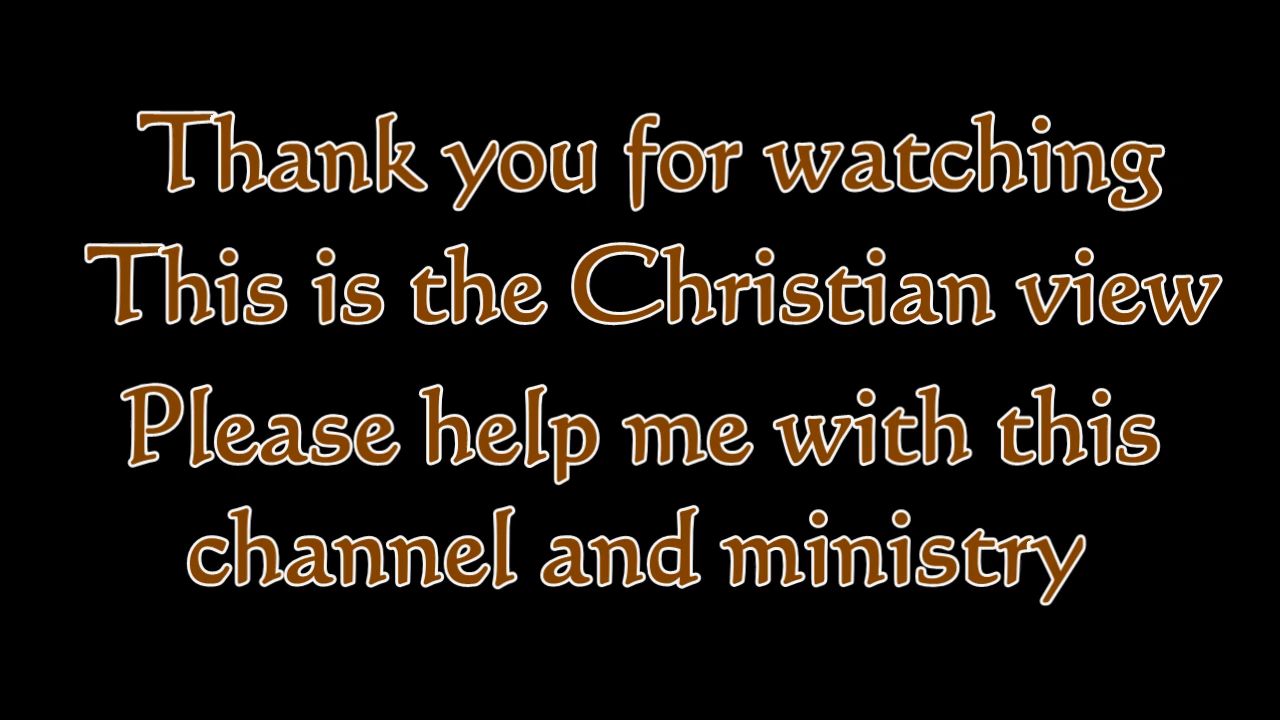 Thank you for watching
This is the Christian view
Please help me with this
channel and ministry